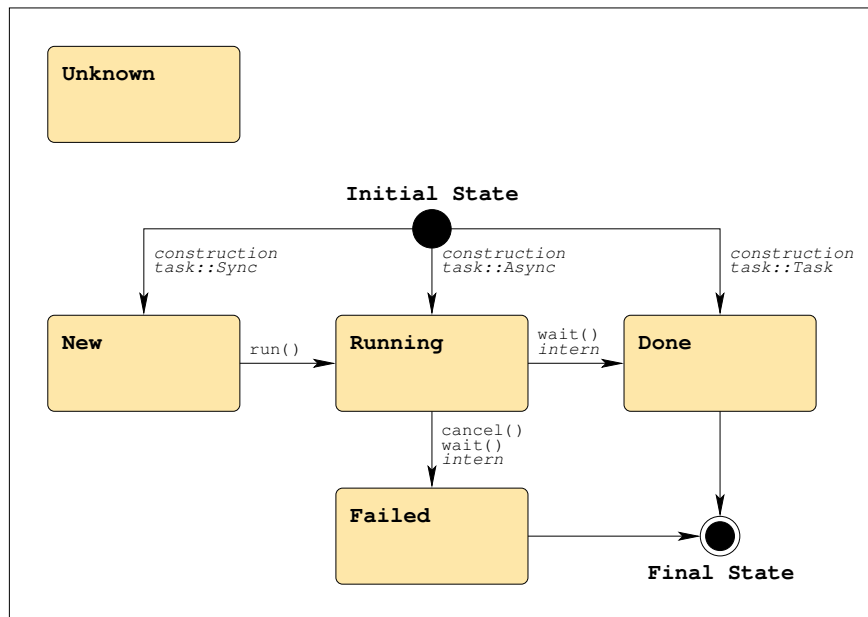 Unknown
Initial State
construction
task::Sync
construction
task::Async
construction
task::Task
New
run()
Running
wait()
intern
Done
cancel()
wait()
intern
Failed
Final State